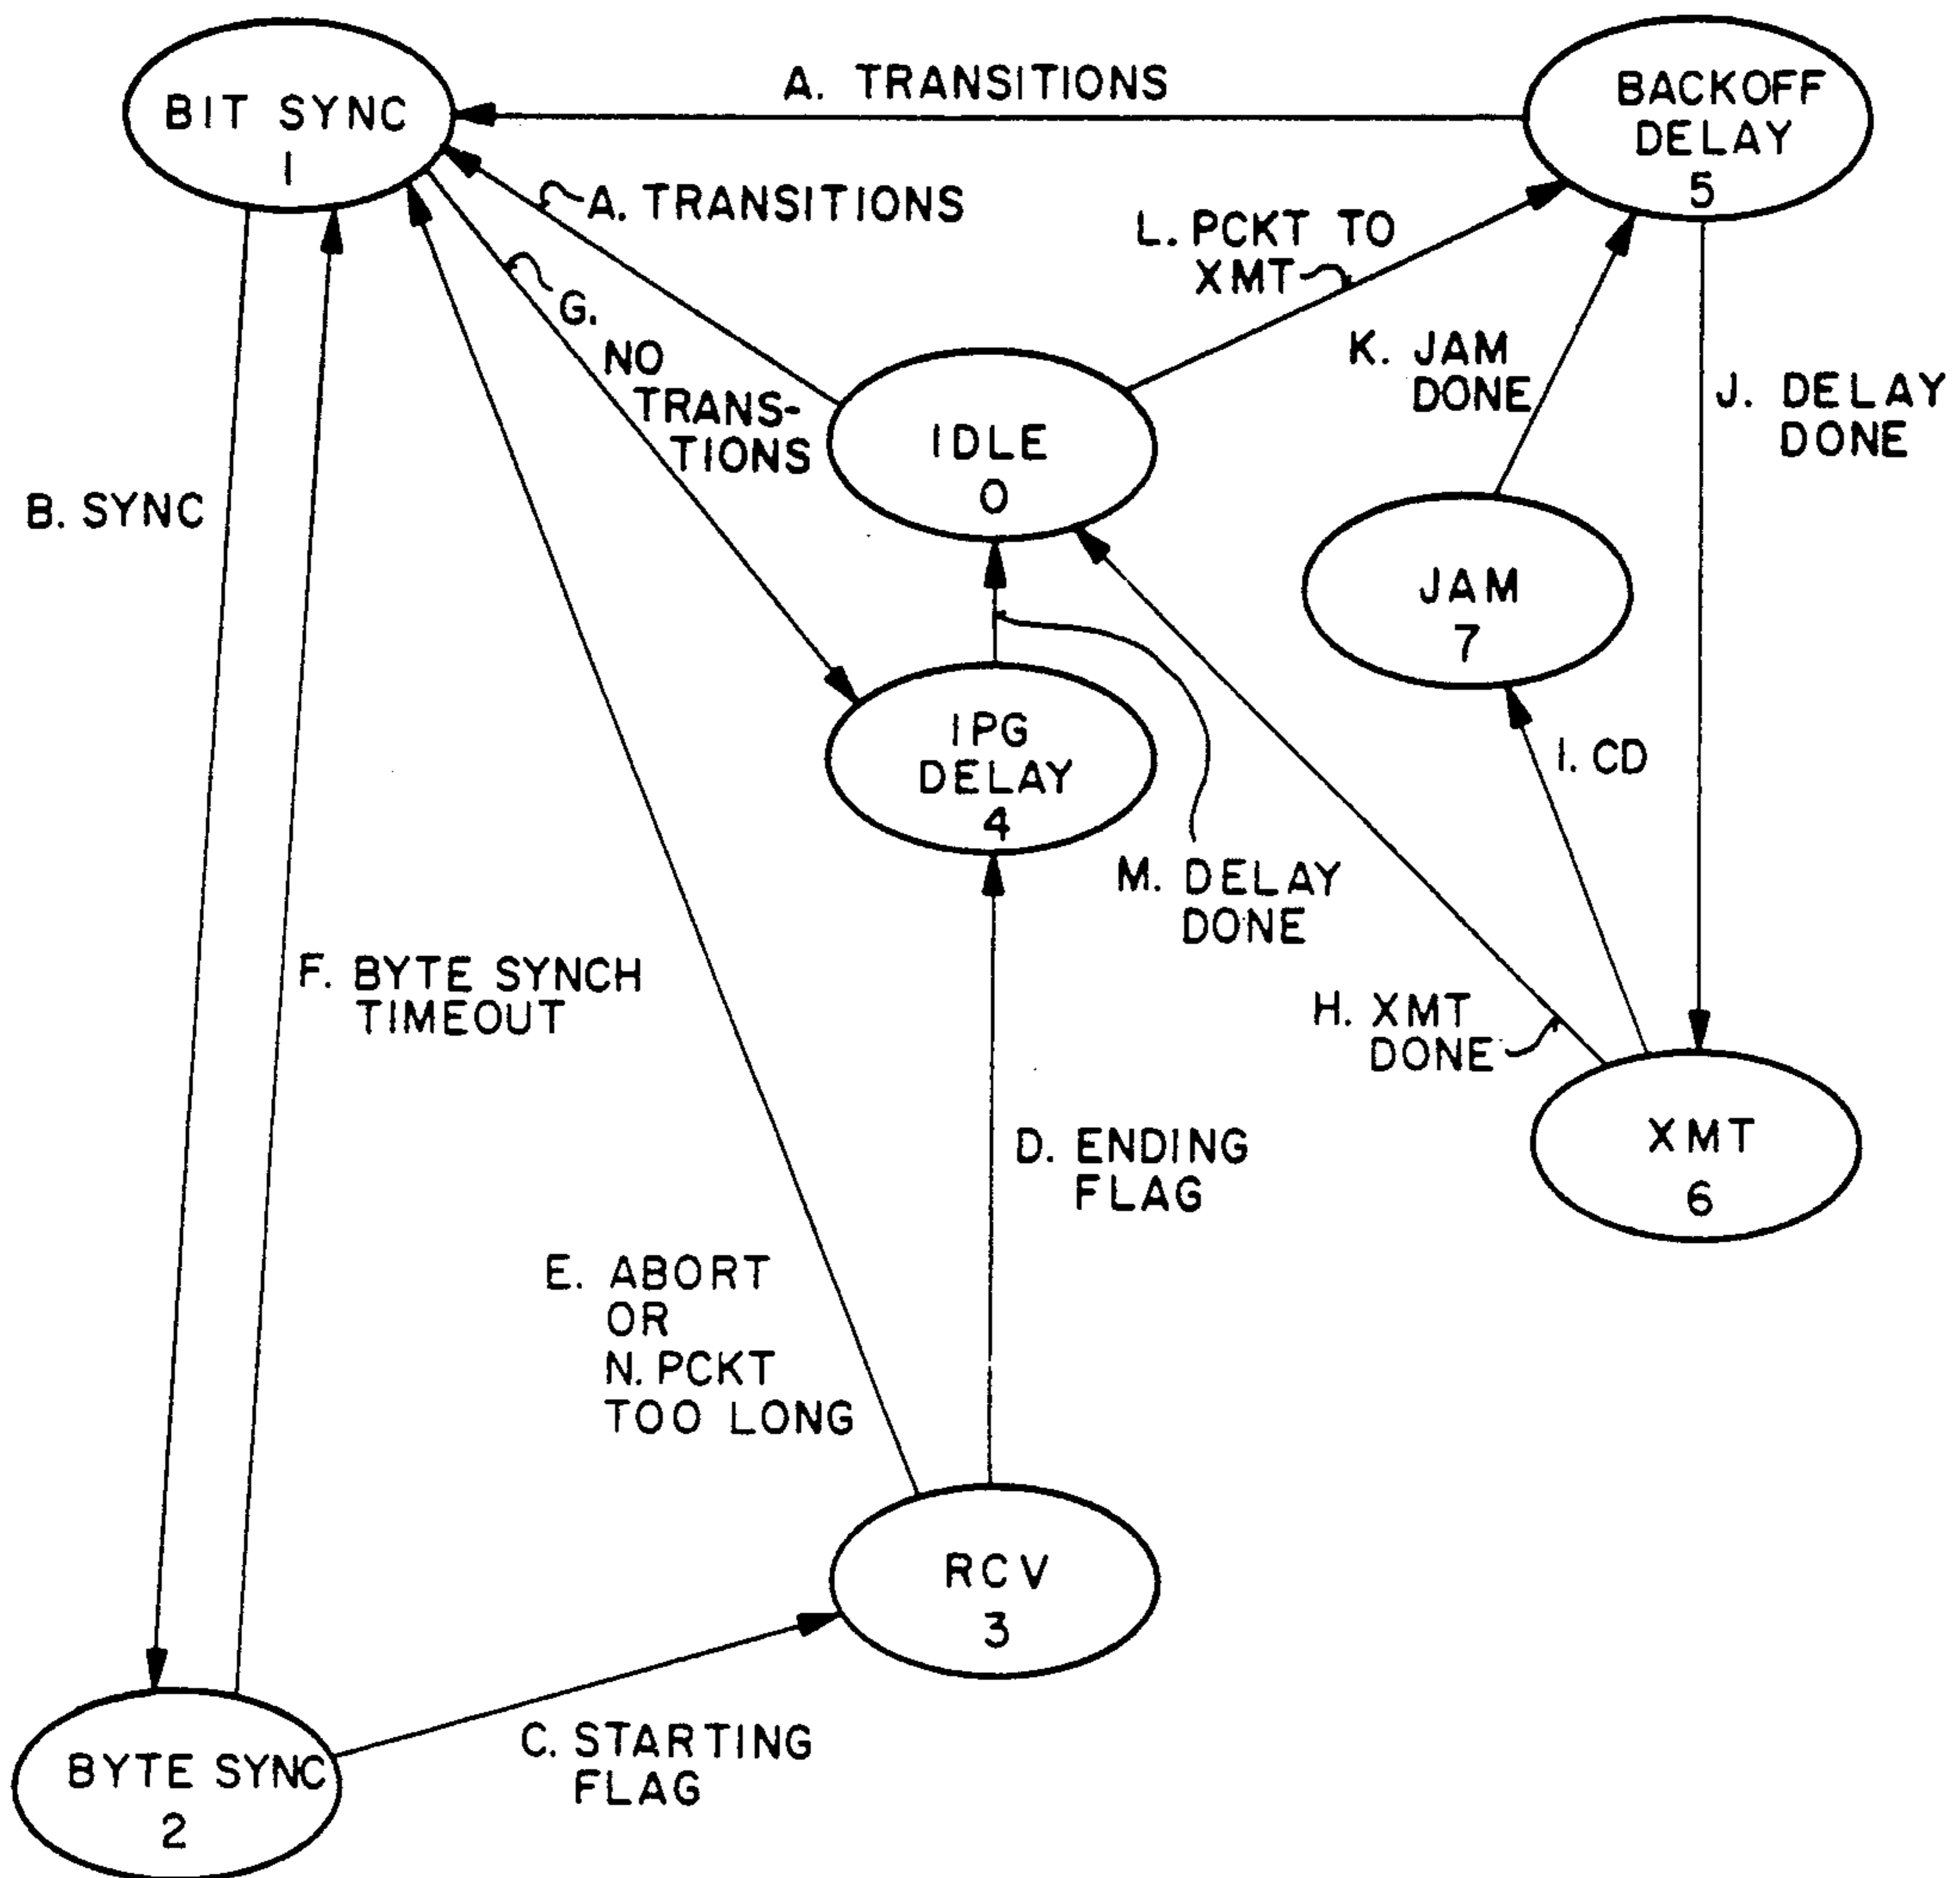 BIT SYNC
1
A. TRANSITIONS
BACKOFF
DELAY
5
A. TRANSITIONS
L. PCKT TO
XMT
G.
NO
TRANS-
TIONS
K. JAM
DONE
J. DELAY
DONE
IDLE
0
B. SYNC
JAM
7
IPG
DELAY
4
I. CD
M. DELAY
DONE
F. BYTE SYNCH
TIMEOUT
H. XMT
DONE
D. ENDING
FLAG
XMT
6
E. ABORT
OR
N. PCKT
TOO LONG
RCV
3
C. STARTING
FLAG
BYTE SYNC
2